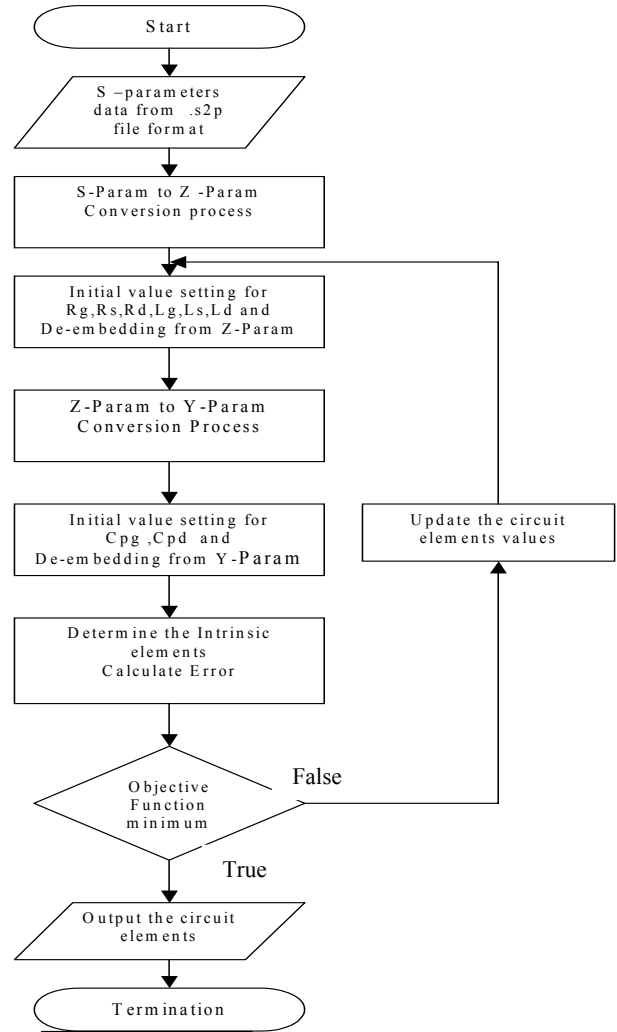 Start
S –parameters
data from .s2p
file format
S-Param to Z -Param
Conversion process
Initial value setting for
Rg,Rs,Rd,Lg,Ls,Ld and
De-embedding from Z-Param
Z-Param to Y-Param
Conversion Process
Initial value setting for
Cpg ,Cpd and
De-embedding from Y-Param
Update the circuit
elements values
Determine the Intrinsic
elements
Calculate Error
Objective
Function
minimum
False
True
Output the circuit
elements
Termination